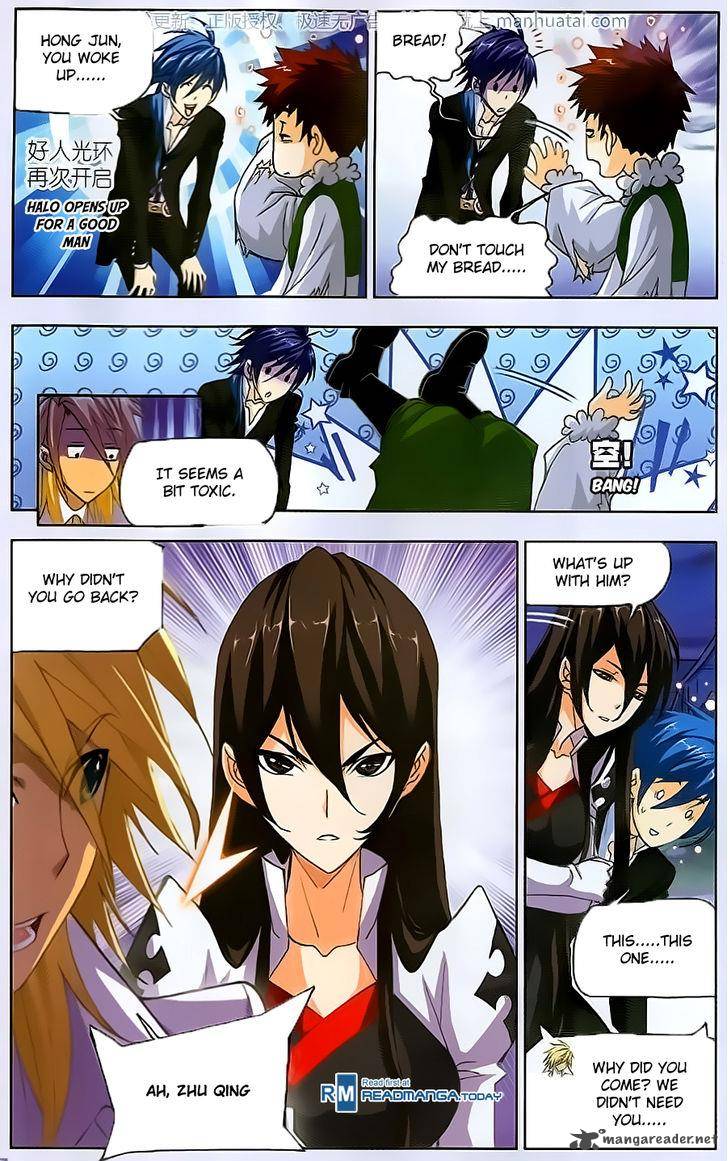 更新 正版授权 极速无广告
manhuatai.com
HONG JUN,
YOU WOKE
UP......
好人光环
再次开启
HALO OPENS UP
FOR A GOOD
MAN
BREAD!
DON'T TOUCH
MY BREAD.....
IT SEEMS A
BIT TOXIC.
BANG!
WHY DIDN'T
YOU GO BACK?
AH, ZHU QING
WHAT'S UP
WITH HIM?
THIS.....THIS
ONE.....
WHY DID YOU
COME? WE
DIDN'T NEED
YOU.....
RM Read first at
READMANGA.TODAY
mangareader.net